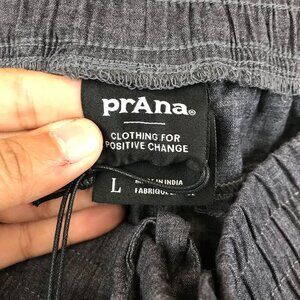 prAna®
CLOTHING FOR
POSITIVE CHANGE
L
MADE IN INDIA
FABRIQUÉ